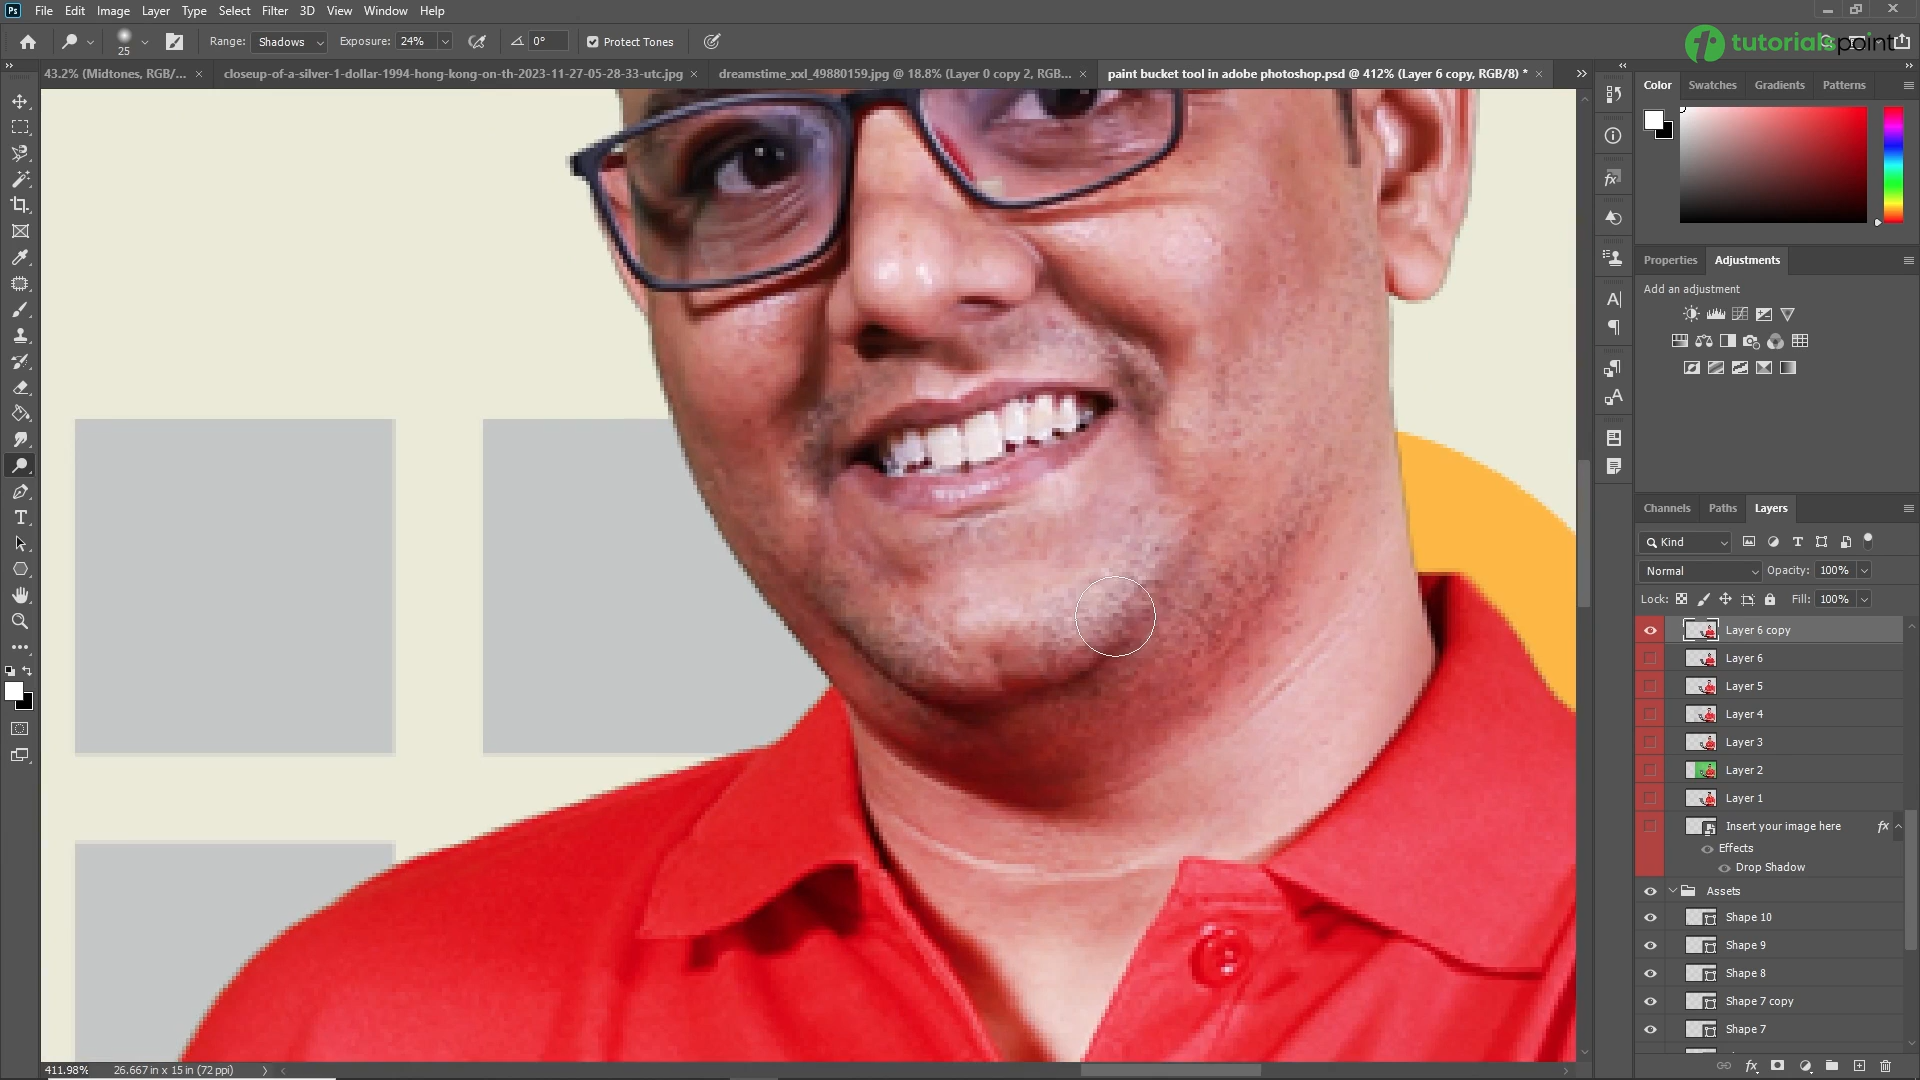 Ps File Edit Image Layer Type Select Filter 3D View Window Help
25 Range: Shadows Exposure: 24% 0° Protect Tones
tutorialspoint
43.2% (Midtones, RGB/... × closeup-of-a-silver-1-dollar-1994-hong-kong-on-th-2023-11-27-05-28-33-utc.jpg × dreamstime_xxl_49880159.jpg @ 18.8% (Layer 0 copy 2, RGB... × paint bucket tool in adobe photoshop.psd @ 412% (Layer 6 copy, RGB/8) * ×
Color Swatches Gradients Patterns
Properties Adjustments
Add an adjustment
Channels Paths Layers
Kind
Normal Opacity: 100%
Lock: Fill: 100%
Layer 6 copy
Layer 6
Layer 5
Layer 4
Layer 3
Layer 2
Layer 1
Insert your image here fx
Effects
Drop Shadow
Assets
Shape 10
Shape 9
Shape 8
Shape 7 copy
Shape 7
411.98% 26.667 in x 15 in (72 ppi)